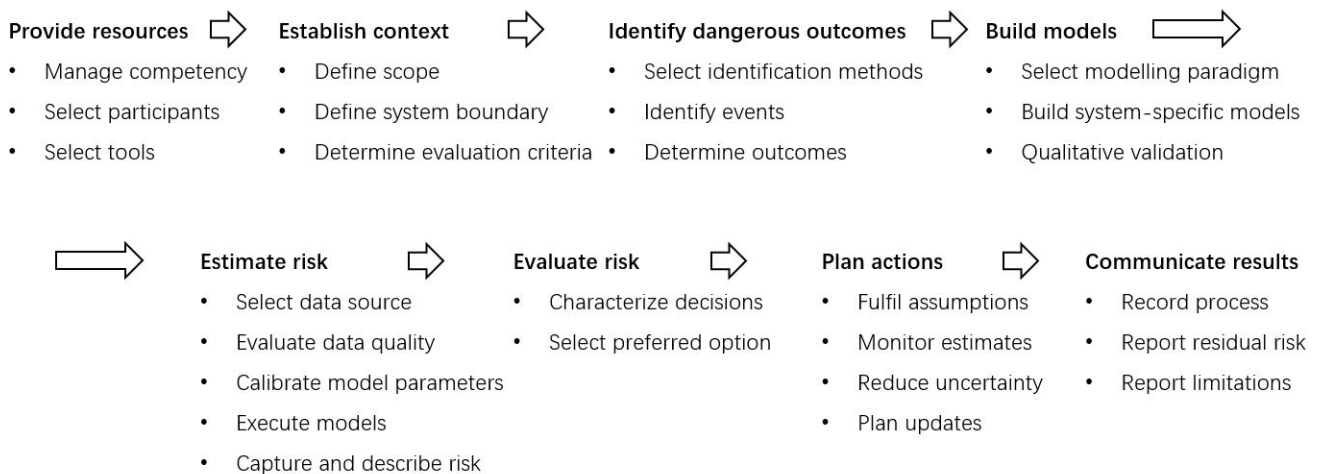 Provide resources
• Manage competency
• Select participants
• Select tools
Establish context
• Define scope
• Define system boundary
• Determine evaluation criteria
Identify dangerous outcomes
• Select identification methods
• Identify events
• Determine outcomes
Build models
• Select modelling paradigm
• Build system-specific models
• Qualitative validation
Estimate risk
• Select data source
• Evaluate data quality
• Calibrate model parameters
• Execute models
• Capture and describe risk
Evaluate risk
• Characterize decisions
• Select preferred option
Plan actions
• Fulfil assumptions
• Monitor estimates
• Reduce uncertainty
• Plan updates
Communicate results
• Record process
• Report residual risk
• Report limitations